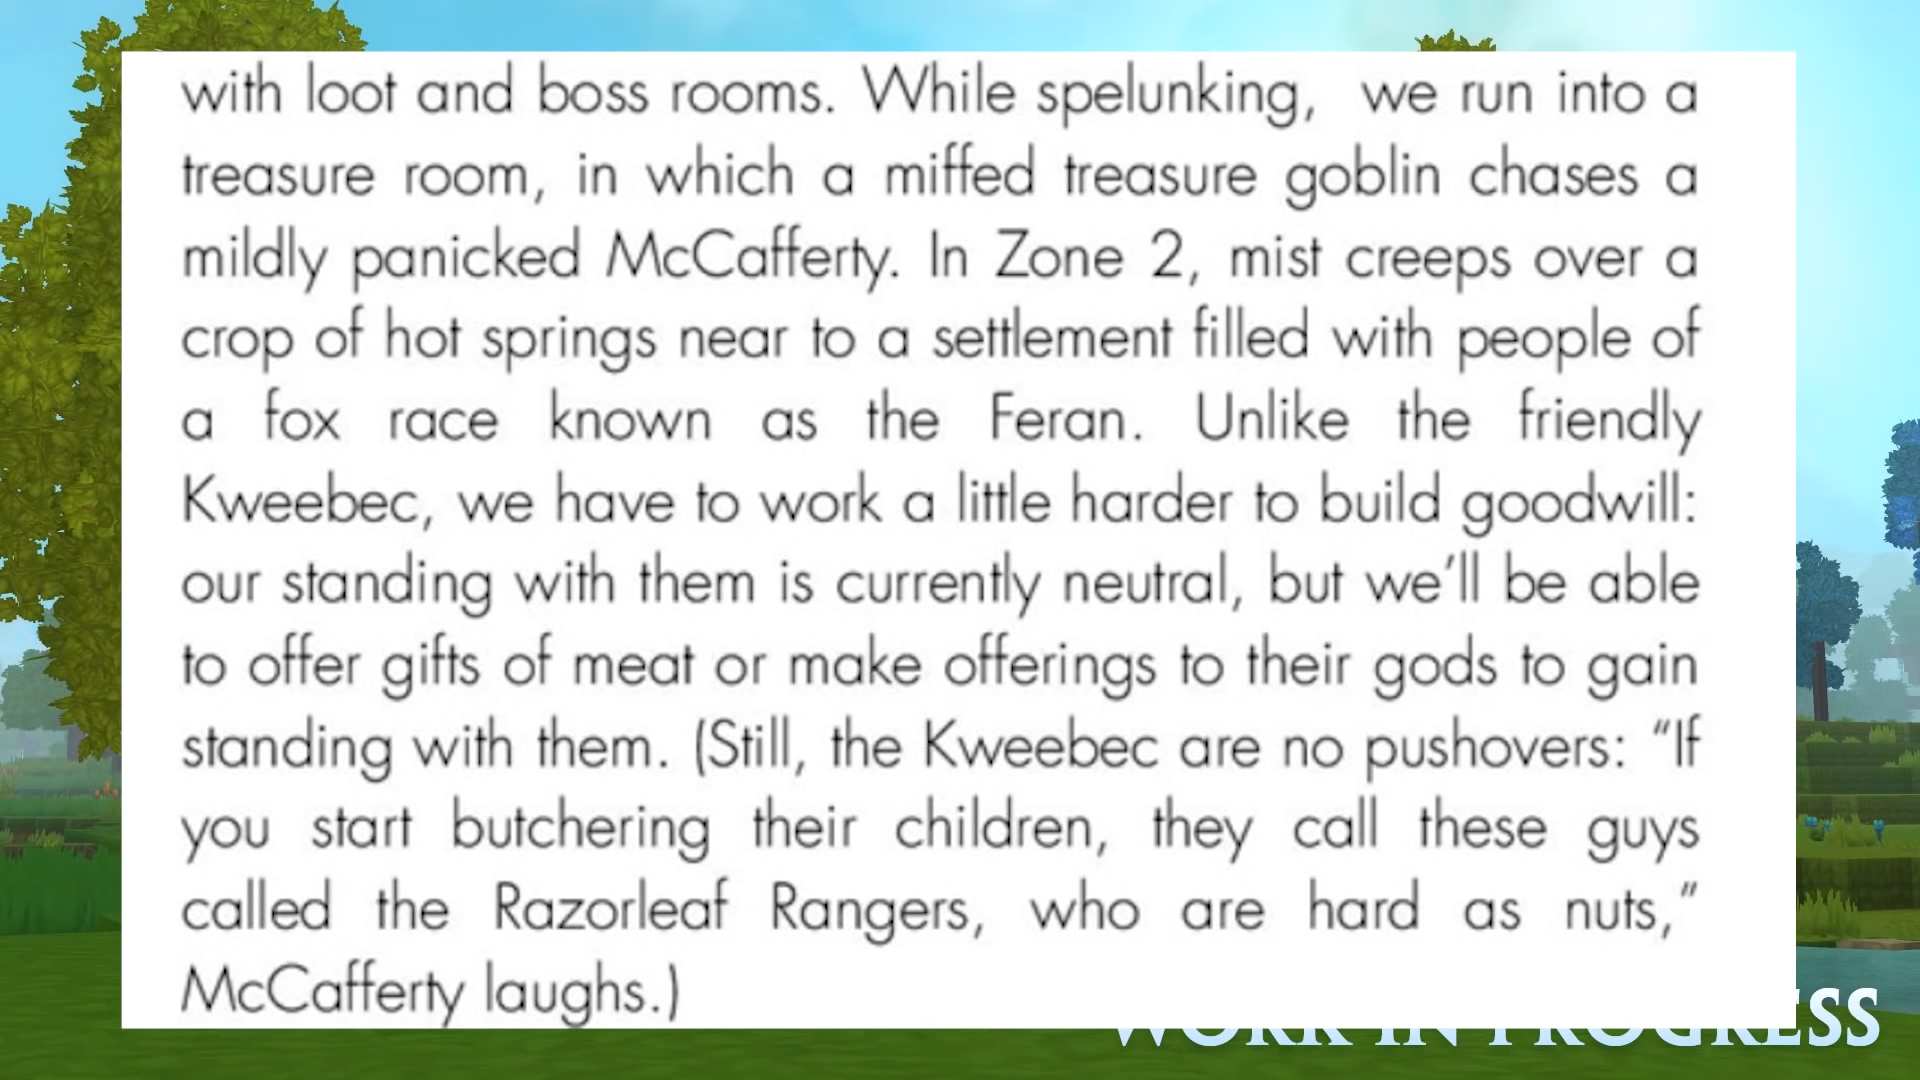 with loot and boss rooms. While spelunking, we run into a
treasure room, in which a miffed treasure goblin chases a
mildly panicked McCafferty. In Zone 2, mist creeps over a
crop of hot springs near to a settlement filled with people of
a fox race known as the Feran. Unlike the friendly
Kweebec, we have to work a little harder to build goodwill:
our standing with them is currently neutral, but we'll be able
to offer gifts of meat or make offerings to their gods to gain
standing with them. (Still, the Kweebec are no pushovers: “If
you start butchering their children, they call these guys
called the Razorleaf Rangers, who are hard as nuts,”
McCafferty laughs.)
WORK IN PROGRESS